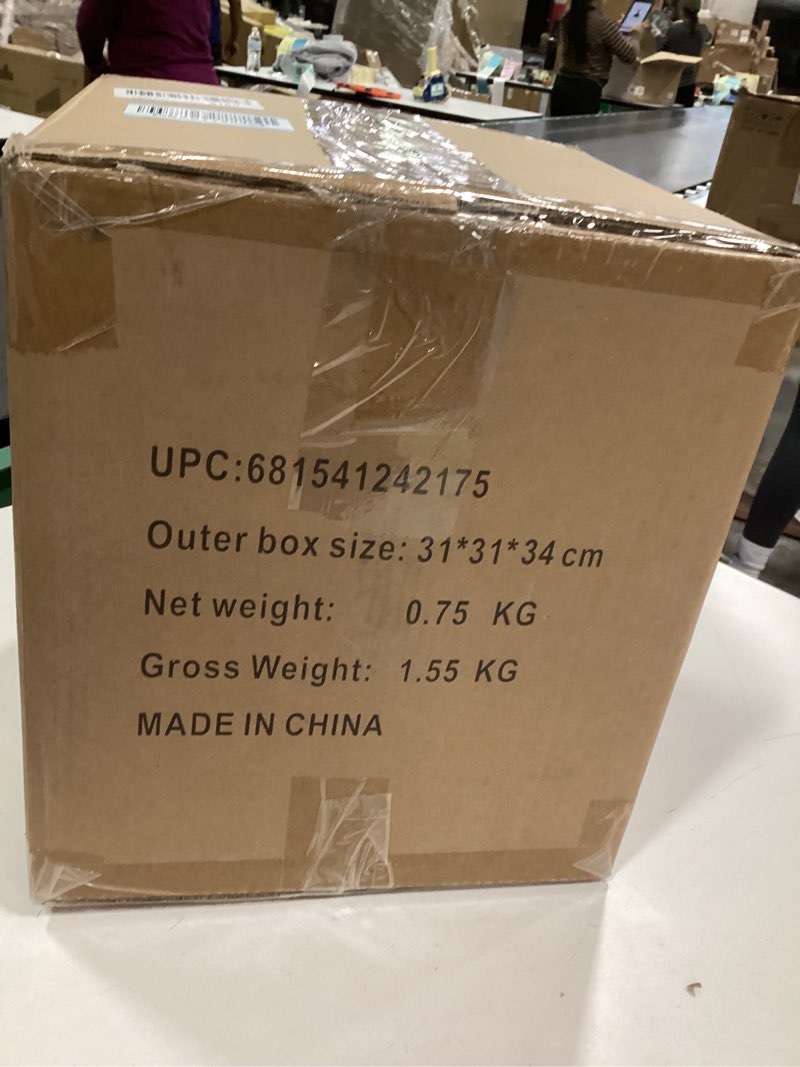 UPC:681541242175
Outer box size: 31*31*34 cm
Net weight: 0.75 KG
Gross Weight: 1.55 KG
MADE IN CHINA